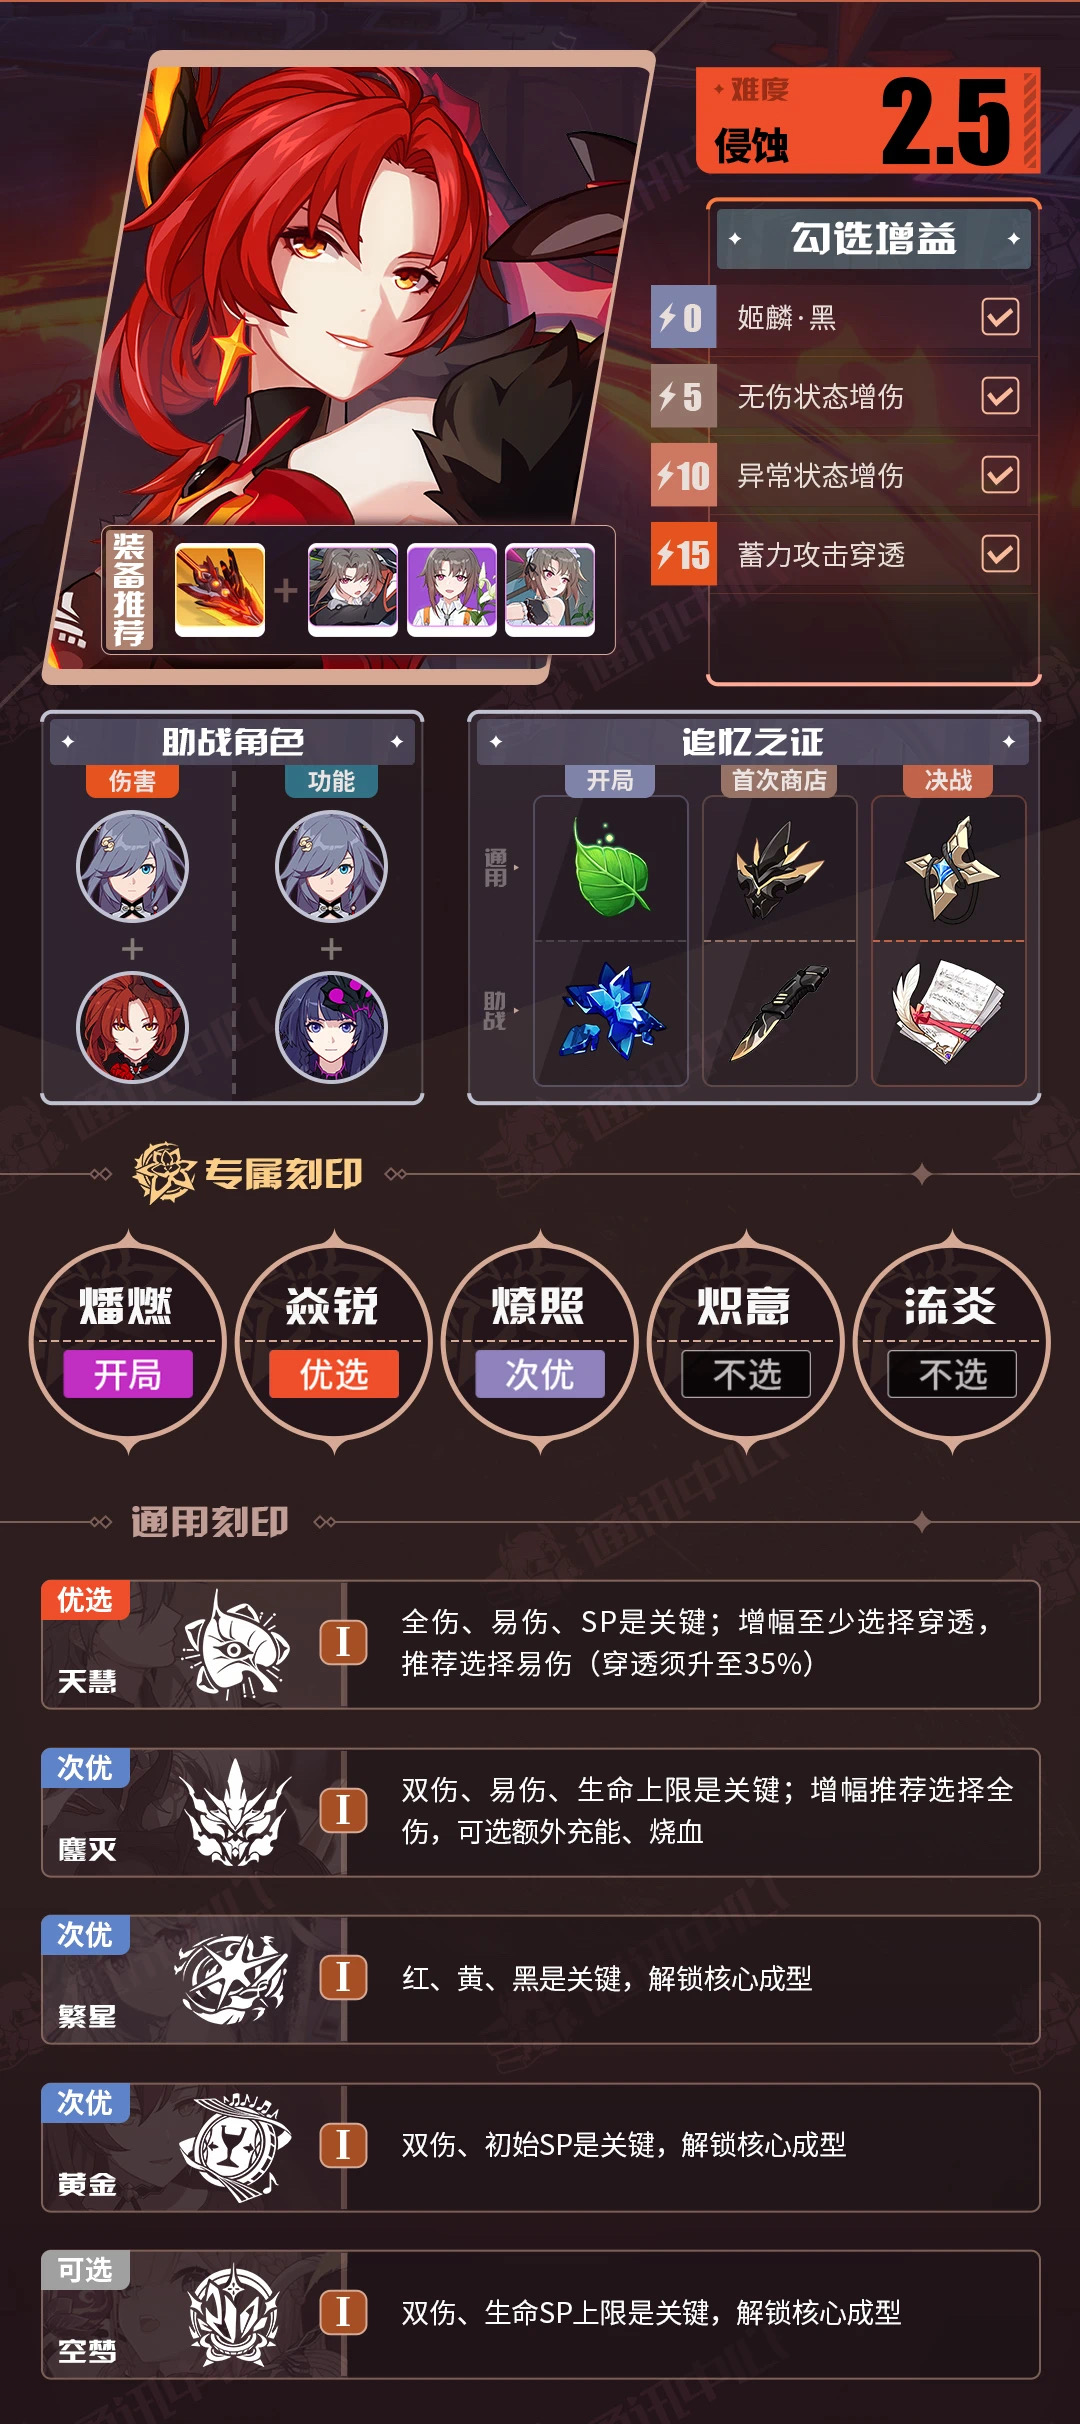 难度
侵蚀
2.5
勾选增益
0 姬麟·黑
5 无伤状态增伤
10 异常状态增伤
15 蓄力攻击穿透
装备推荐
助战角色
伤害
功能
追忆之证
开局
首次商店
决战
通用
助战
专属刻印
燔燃
开局
焱锐
优选
燎照
次优
炽意
不选
流炎
不选
通用刻印
优选
天慧
I
全伤、易伤、SP是关键；增幅至少选择穿透，
推荐选择易伤（穿透须升至35%）
次优
鏖灭
I
双伤、易伤、生命上限是关键；增幅推荐选择全
伤，可选额外充能、烧血
次优
繁星
I
红、黄、黑是关键，解锁核心成型
次优
黄金
I
双伤、初始SP是关键，解锁核心成型
可选
空梦
I
双伤、生命SP上限是关键，解锁核心成型
通讯中心